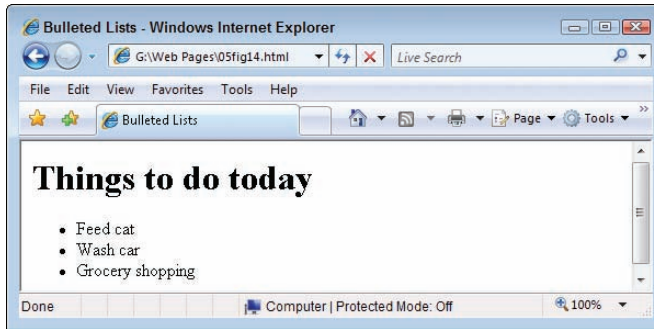 Bulleted Lists - Windows Internet Explorer
G:\Web Pages\05fig14.html Live Search
File Edit View Favorites Tools Help
Bulleted Lists Page Tools »
Things to do today
• Feed cat
• Wash car
• Grocery shopping
Done Computer | Protected Mode: Off 100%